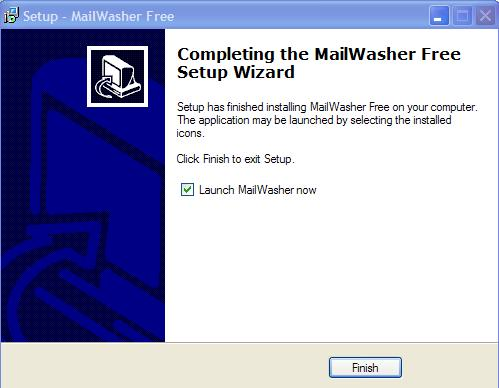 Setup - MailWasher Free
Completing the MailWasher Free
Setup Wizard
Setup has finished installing MailWasher Free on your computer.
The application may be launched by selecting the installed
icons.
Click Finish to exit Setup.
Launch MailWasher now
Finish